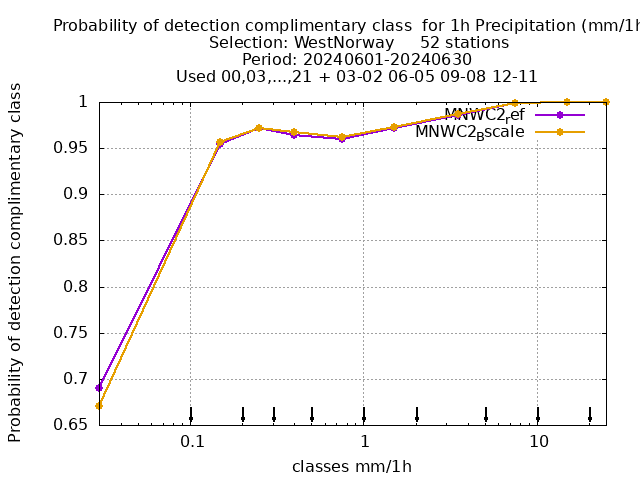 Probability of detection complimentary class  for 1h Precipitation (mm/1h
Selection: WestNorway     52 stations
Period: 20240601-20240630
Used 00,03,...,21 + 03-02 06-05 09-08 12-11
MNWC2ref
MNWC2Bscale
1
0.95
0.9
0.85
0.8
0.75
0.7
0.65
0.1
1
10
classes mm/1h
Probability of detection complimentary class